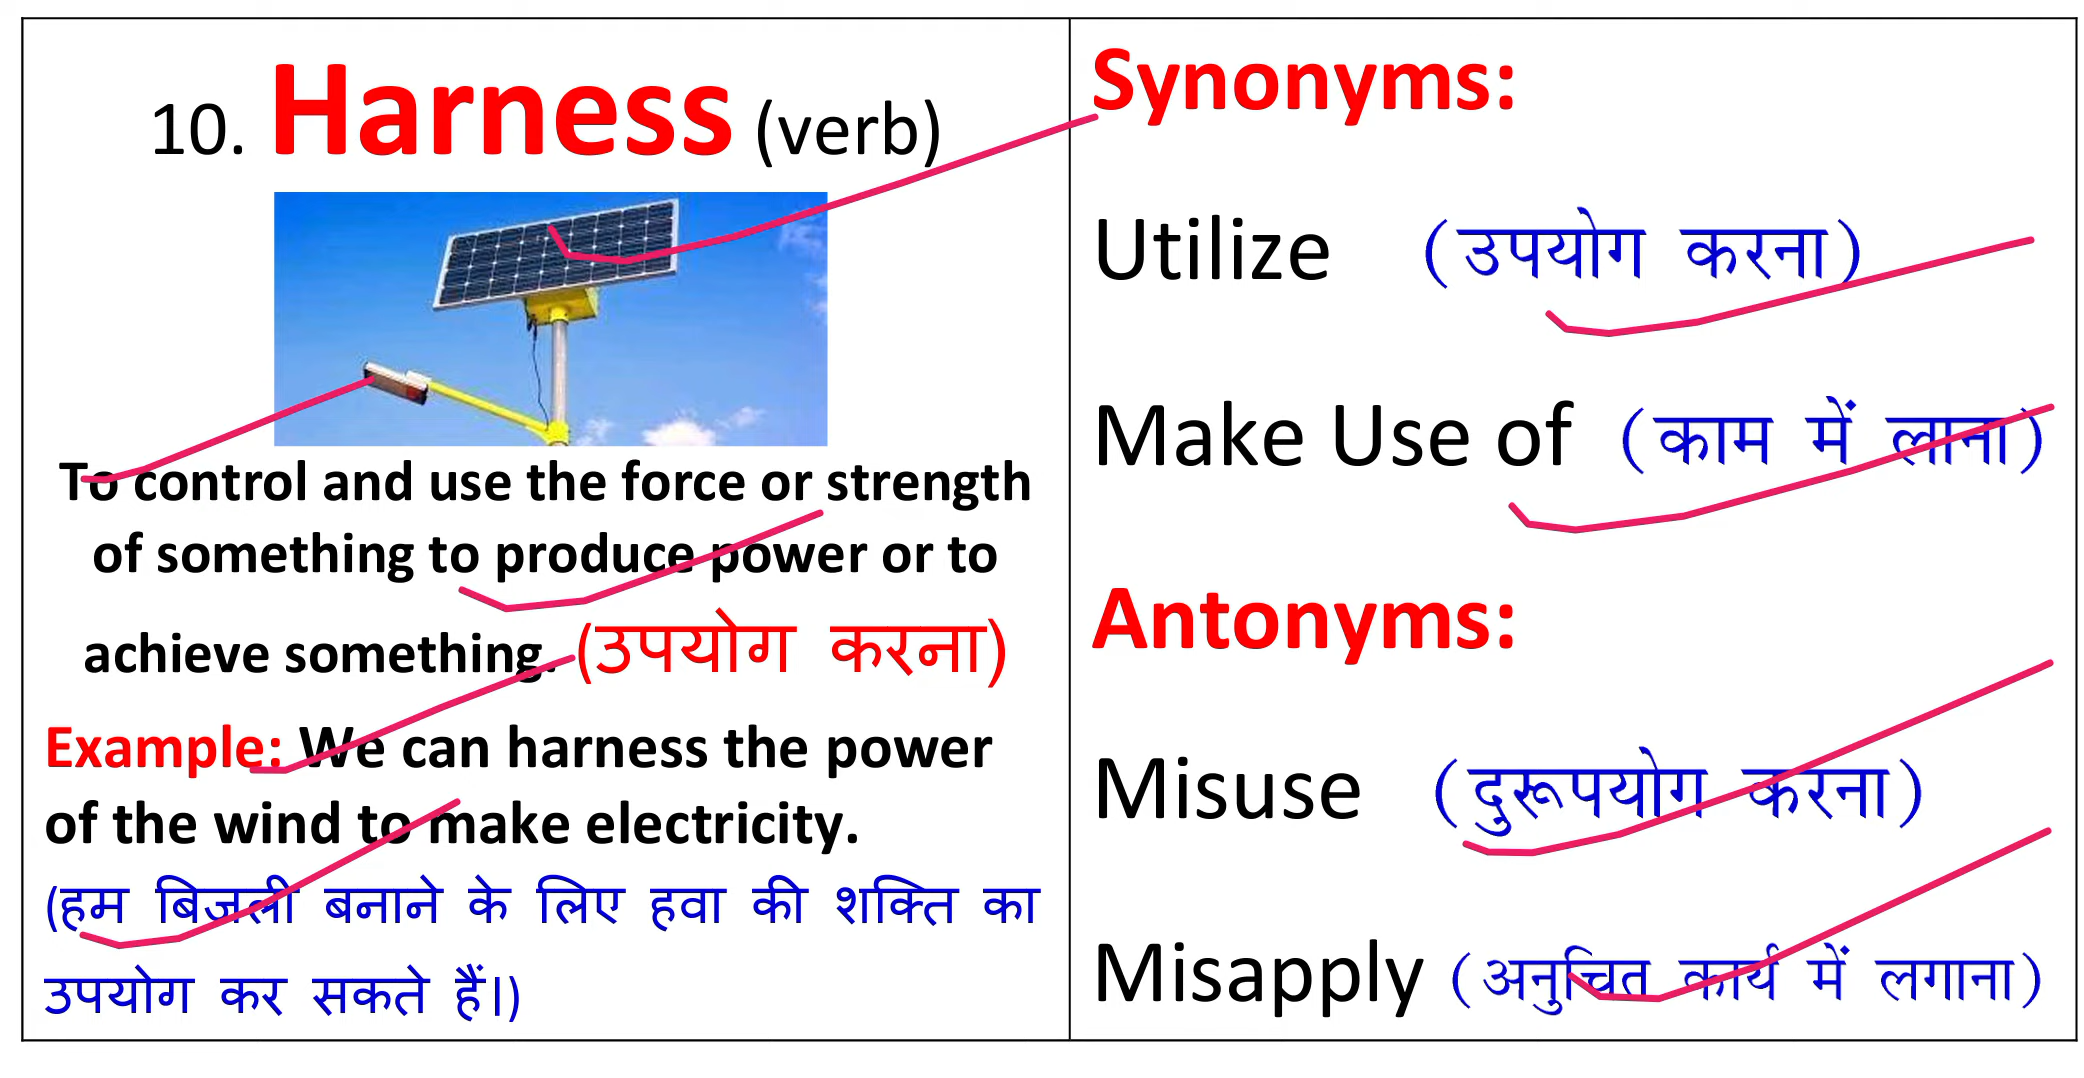 10. Harness (verb)
To control and use the force or strength
of something to produce power or to
achieve something. (उपयोग करना)
Example: We can harness the power
of the wind to make electricity.
(हम बिजली बनाने के लिए हवा की शक्ति का
उपयोग कर सकते हैं।)
Synonyms:
Utilize (उपयोग करना)
Make Use of (काम में लाना)
Antonyms:
Misuse (दुरूपयोग करना)
Misapply (अनुचित कार्य में लगाना)